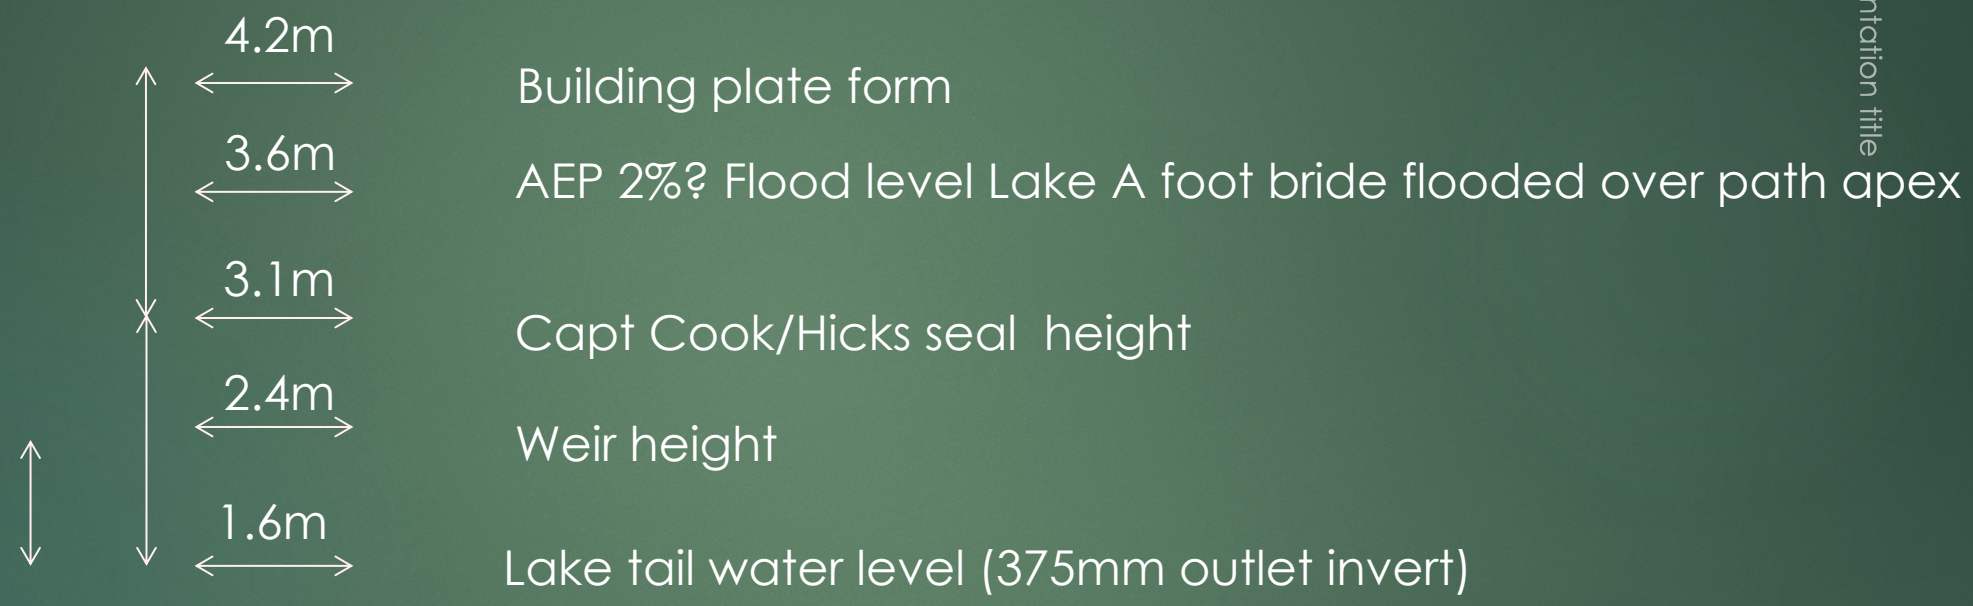 4.2m
Building plate form
3.6m
AEP 2%? Flood level Lake A foot bride flooded over path apex
3.1m
Capt Cook/Hicks seal  height
2.4m
Weir height
1.6m
Lake tail water level (375mm outlet invert)
title